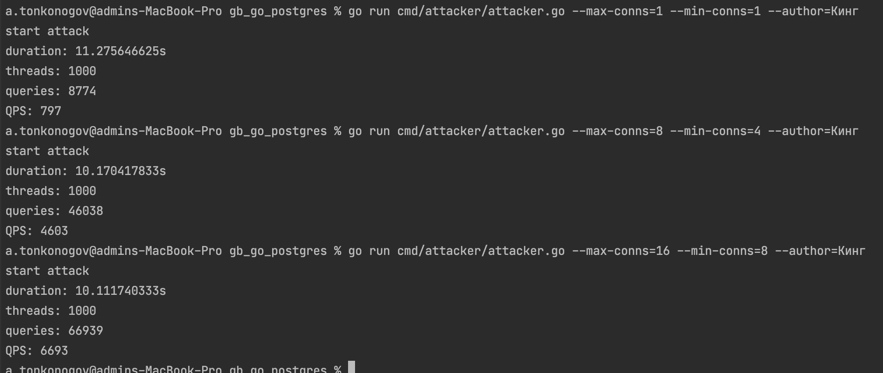 a.tonkonogov@admins-MacBook-Pro gb_go_postgres % go run cmd/attacker/attacker.go --max-conns=1 --min-conns=1 --author=Кинг
start attack
duration: 11.275646625s
threads: 1000
queries: 8774
QPS: 797
a.tonkonogov@admins-MacBook-Pro gb_go_postgres % go run cmd/attacker/attacker.go --max-conns=8 --min-conns=4 --author=Кинг
start attack
duration: 10.170417833s
threads: 1000
queries: 46038
QPS: 4603
a.tonkonogov@admins-MacBook-Pro gb_go_postgres % go run cmd/attacker/attacker.go --max-conns=16 --min-conns=8 --author=Кинг
start attack
duration: 10.111740333s
threads: 1000
queries: 66939
QPS: 6693
a.tonkonogov@admins-MacBook-Pro gb_go_postgres %